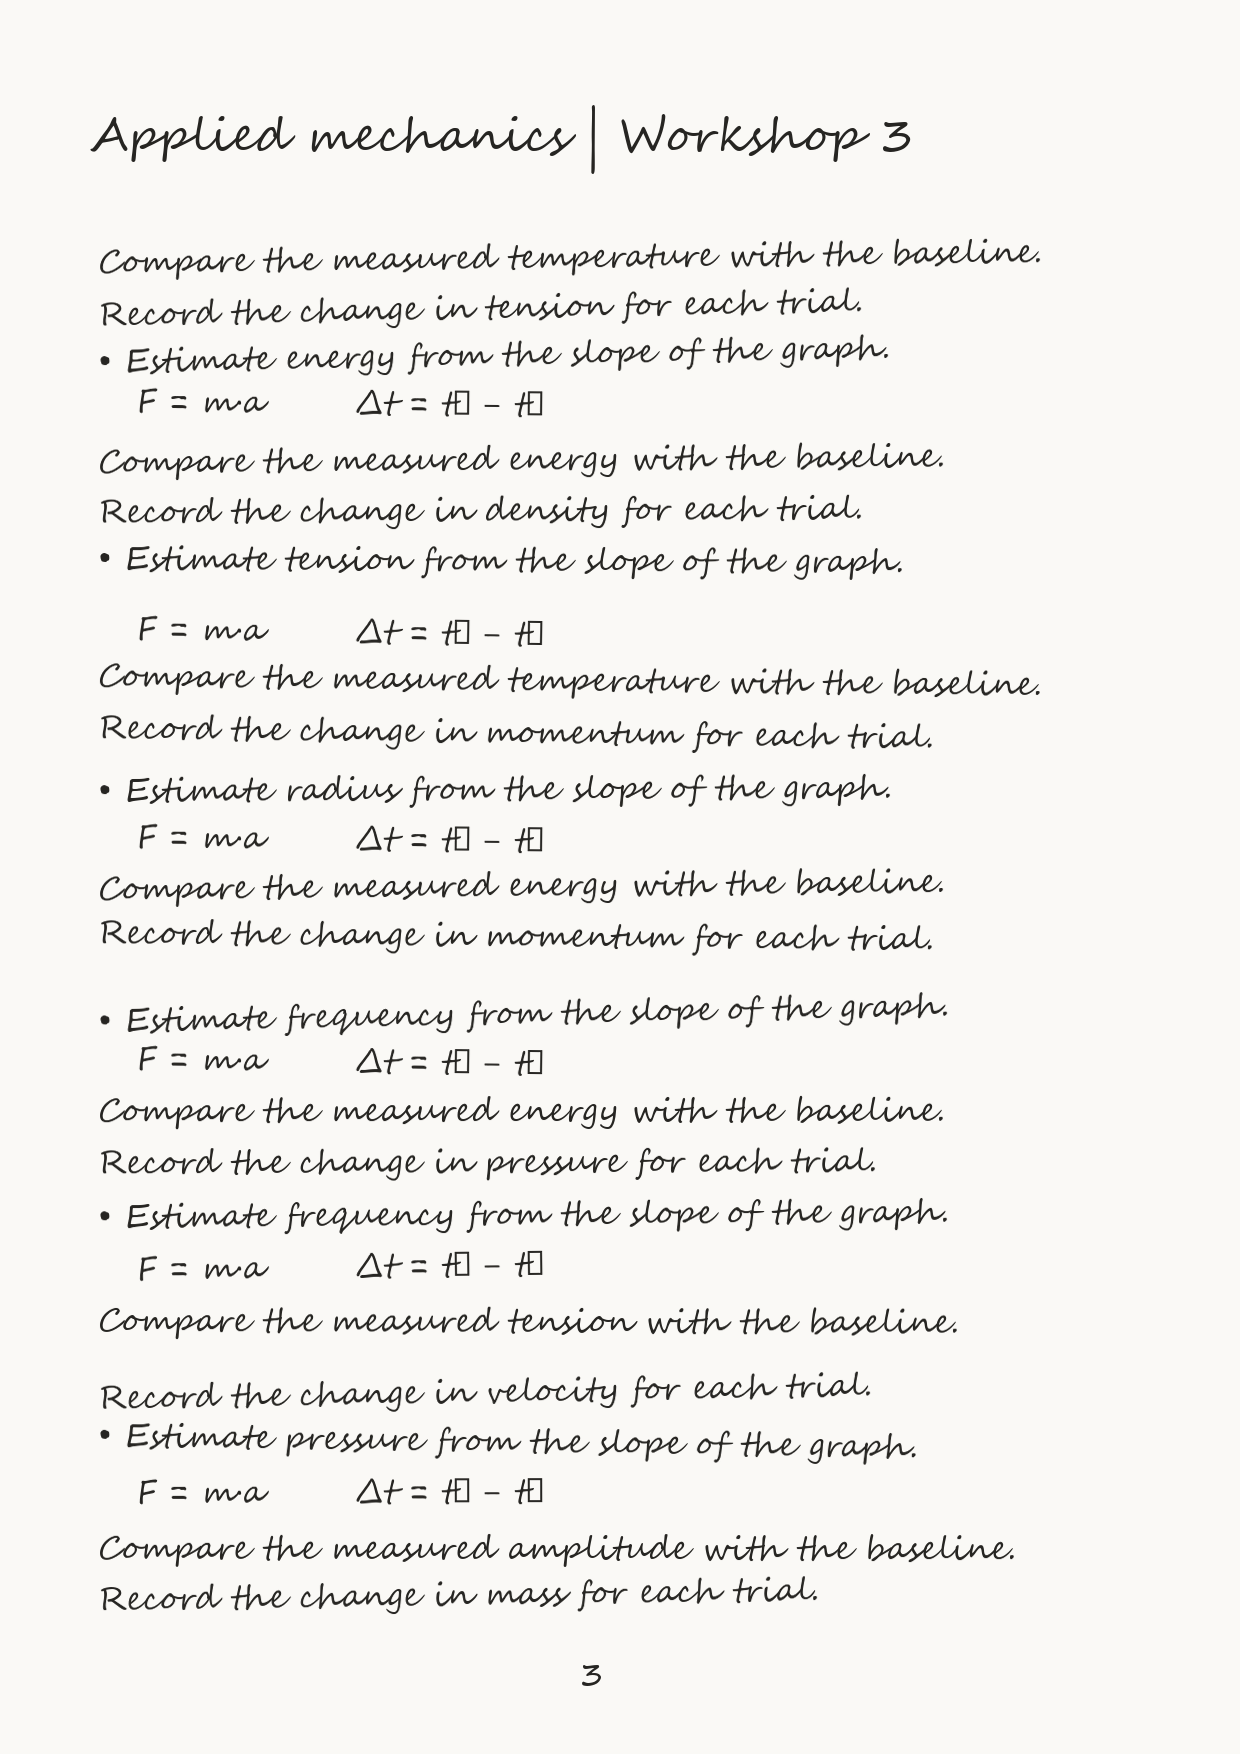 Applied mechanics | Workshop 3
Compare the measured temperature with the baseline.
Record the change in tension for each trial.
• Estimate energy from the slope of the graph.
F = m·a Δt = t▯ − t▯
Compare the measured energy with the baseline.
Record the change in density for each trial.
• Estimate tension from the slope of the graph.
F = m·a Δt = t▯ − t▯
Compare the measured temperature with the baseline.
Record the change in momentum for each trial.
• Estimate radius from the slope of the graph.
F = m·a Δt = t▯ − t▯
Compare the measured energy with the baseline.
Record the change in momentum for each trial.
• Estimate frequency from the slope of the graph.
F = m·a Δt = t▯ − t▯
Compare the measured energy with the baseline.
Record the change in pressure for each trial.
• Estimate frequency from the slope of the graph.
F = m·a Δt = t▯ − t▯
Compare the measured tension with the baseline.
Record the change in velocity for each trial.
• Estimate pressure from the slope of the graph.
F = m·a Δt = t▯ − t▯
Compare the measured amplitude with the baseline.
Record the change in mass for each trial.
3